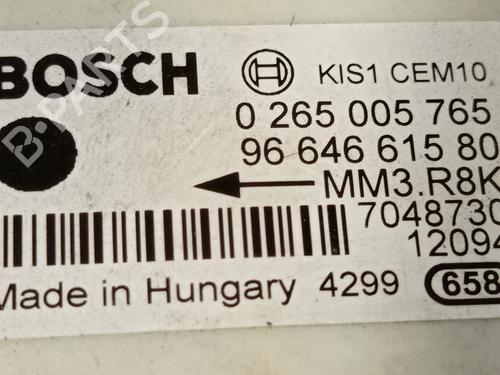 BOSCH KIS1 CEM10
0 265 005 765
96 646 615 80
MM3.R8K
7048730
12094
Made in Hungary 4299 658
B-PARTS